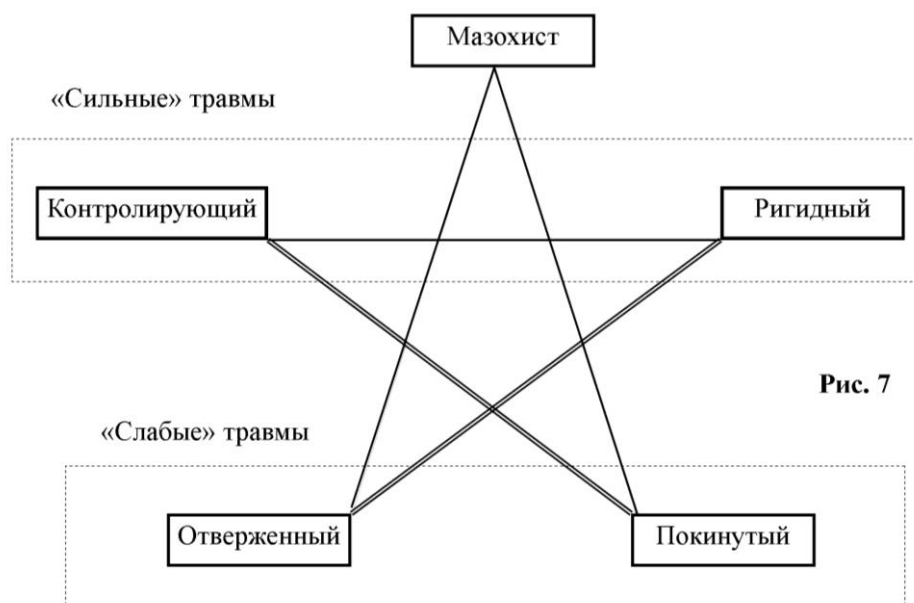 Мазохист
«Сильные» травмы
Контролирующий
Ригидный
Рис. 7
«Слабые» травмы
Отверженный
Покинутый